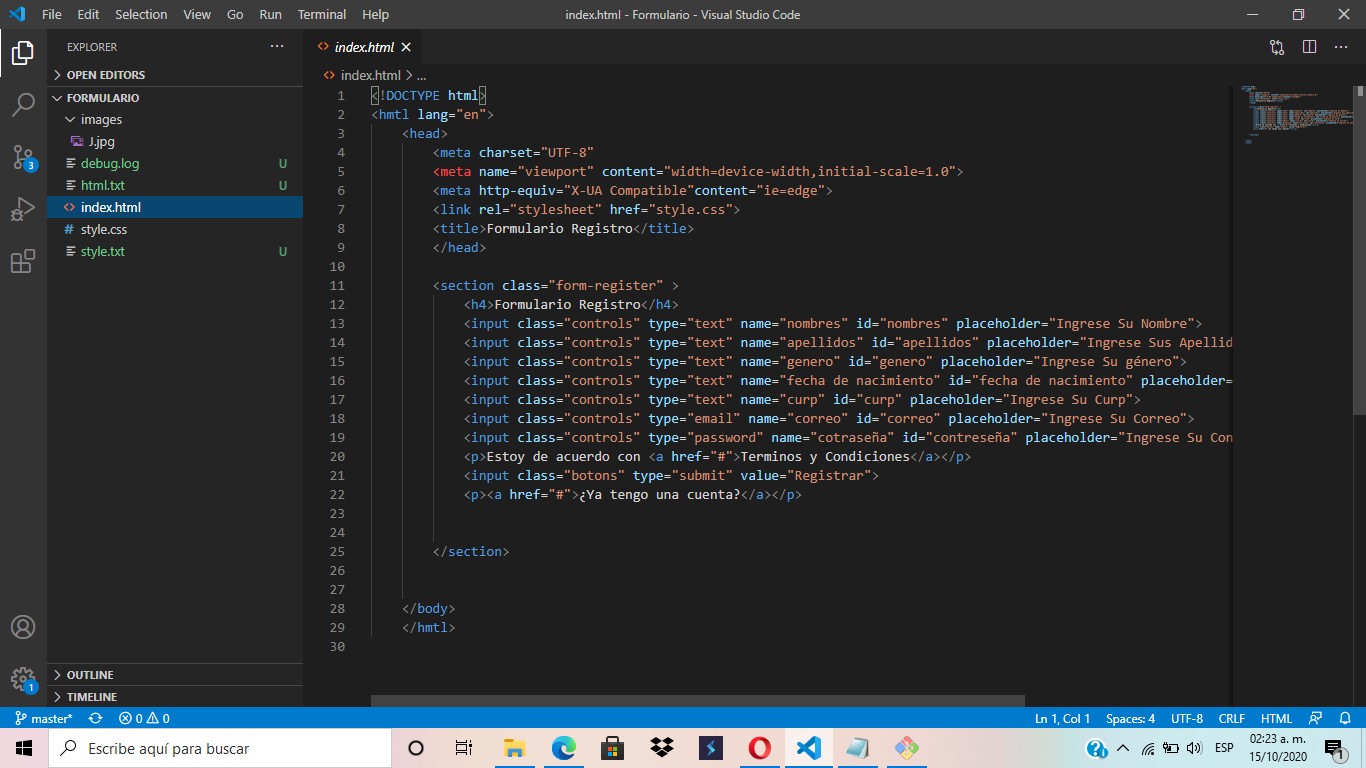 File Edit Selection View Go Run Terminal Help
index.html - Formulario - Visual Studio Code
EXPLORER
OPEN EDITORS
FORMULARIO
images
J.jpg
debug.log U
html.txt U
index.html
style.css
style.txt U
OUTLINE
TIMELINE
3
1
index.html
index.html > ...
1 <!DOCTYPE html>
2 <hmtl lang="en">
3 <head>
4 <meta charset="UTF-8"
5 <meta name="viewport" content="width=device-width,initial-scale=1.0">
6 <meta http-equiv="X-UA Compatible"content="ie=edge">
7 <link rel="stylesheet" href="style.css">
8 <title>Formulario Registro</title>
9 </head>
10
11 <section class="form-register" >
12 <h4>Formulario Registro</h4>
13 <input class="controls" type="text" name="nombres" id="nombres" placeholder="Ingrese Su Nombre">
14 <input class="controls" type="text" name="apellidos" id="apellidos" placeholder="Ingrese Sus Apellid
15 <input class="controls" type="text" name="genero" id="genero" placeholder="Ingrese Su género">
16 <input class="controls" type="text" name="fecha de nacimiento" id="fecha de nacimiento" placeholder=
17 <input class="controls" type="text" name="curp" id="curp" placeholder="Ingrese Su Curp">
18 <input class="controls" type="email" name="correo" id="correo" placeholder="Ingrese Su Correo">
19 <input class="controls" type="password" name="cotraseña" id="contreseña" placeholder="Ingrese Su Con
20 <p>Estoy de acuerdo con <a href="#">Terminos y Condiciones</a></p>
21 <input class="botons" type="submit" value="Registrar">
22 <p><a href="#">¿Ya tengo una cuenta?</a></p>
23
24
25 </section>
26
27
28 </body>
29 </hmtl>
30
master* 0 0
Ln 1, Col 1 Spaces: 4 UTF-8 CRLF HTML
Escribe aquí para buscar
ESP
02:23 a. m.
15/10/2020
1